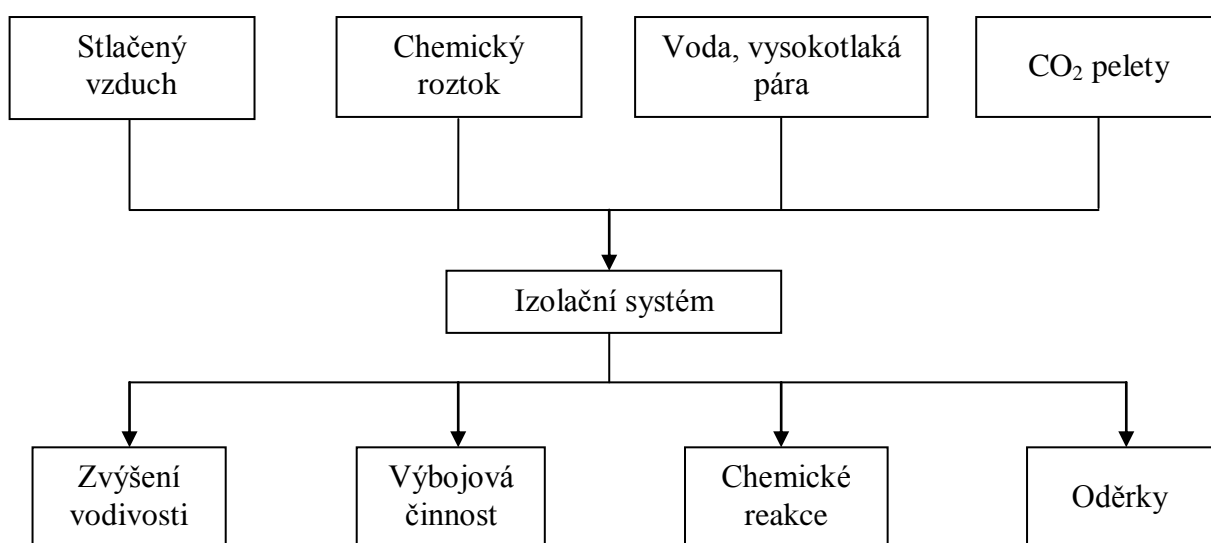 Stlačený
vzduch
Chemický
roztok
Voda, vysokotlaká
pára
CO₂ pelety
Izolační systém
Zvýšení
vodivosti
Výbojová
činnost
Chemické
reakce
Oděrky